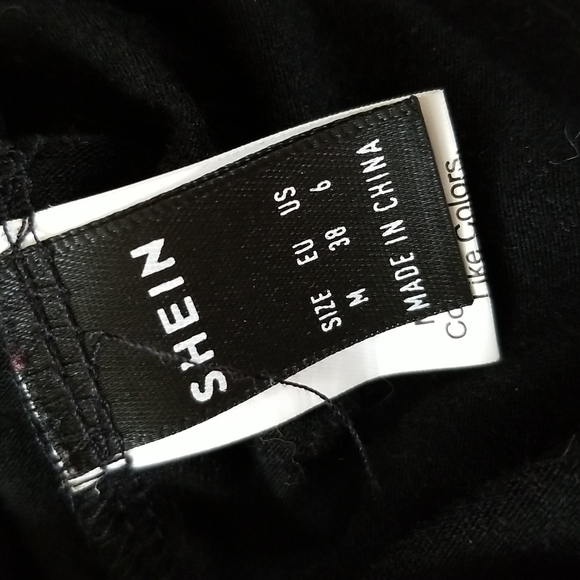 SHEIN
SIZE EU US
M 38 6
MADE IN CHINA
Like Colors.